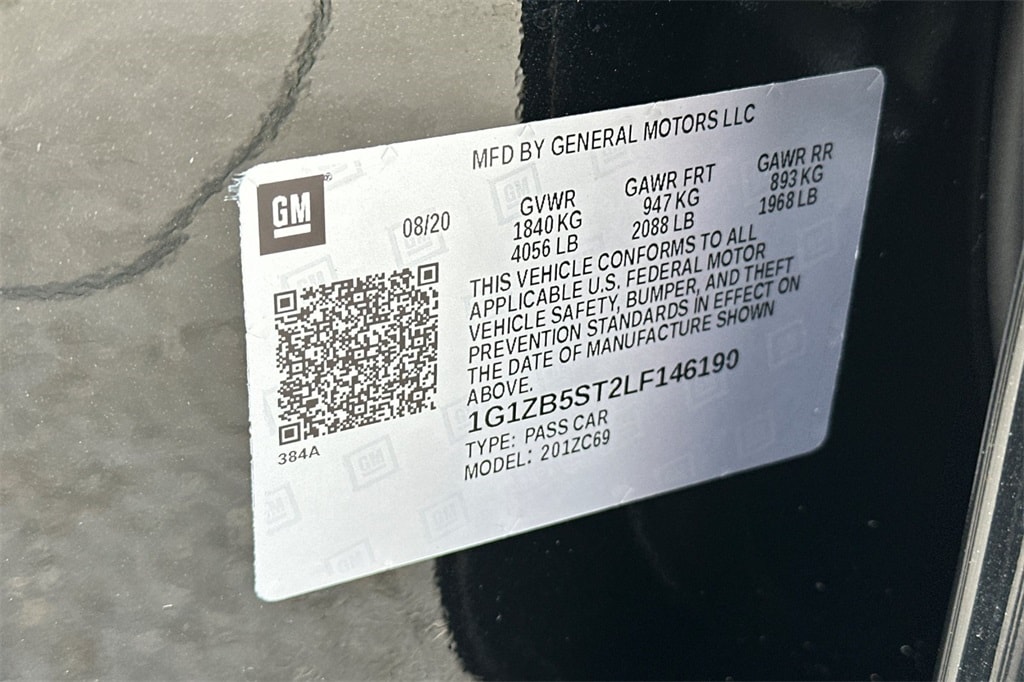 MFD BY GENERAL MOTORS LLC
GM
08/20
GVWR
1840 KG
4056 LB
GAWR FRT
947 KG
2088 LB
GAWR RR
893 KG
1968 LB
THIS VEHICLE CONFORMS TO ALL
APPLICABLE U.S. FEDERAL MOTOR
VEHICLE SAFETY, BUMPER, AND THEFT
PREVENTION STANDARDS IN EFFECT ON
THE DATE OF MANUFACTURE SHOWN
ABOVE.
1G1ZB5ST2LF146190
TYPE: PASS CAR
MODEL: 201ZC69
384A